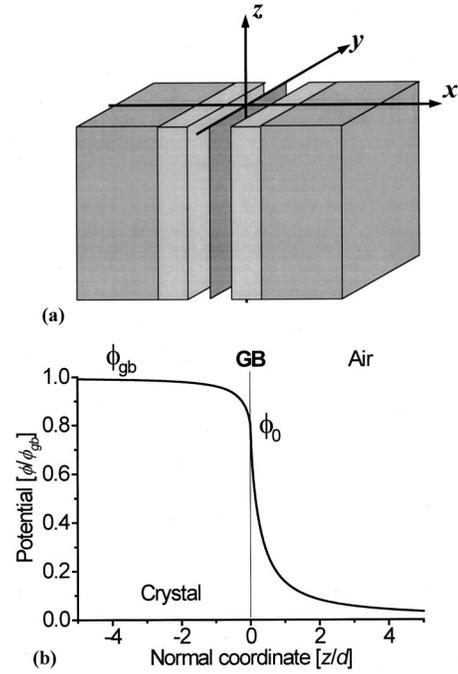 z
y
x
(a)
ϕgb GB Air
1.0
0.8
ϕ0
0.6
0.4
0.2
Crystal
0.0
-4 -2 0 2 4
Potential [ϕ/ϕgb]
Normal coordinate [z/d]
(b)